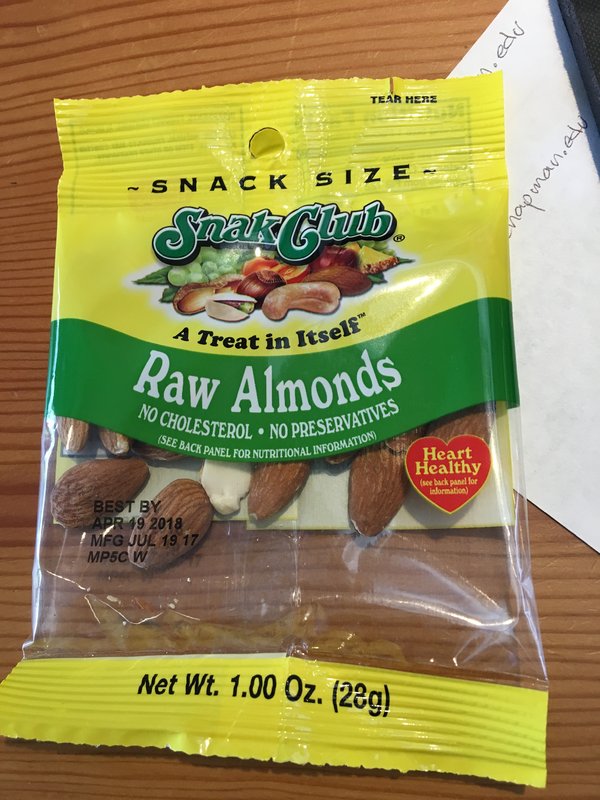 TEAR HERE
~SNACK SIZE~
SnakClub®
A Treat in Itself™
Raw Almonds
NO CHOLESTEROL • NO PRESERVATIVES
(SEE BACK PANEL FOR NUTRITIONAL INFORMATION)
Heart
Healthy
(see back panel for
information)
BEST BY
APR 19 2018
MFG JUL 19 17
MP5C W
Net Wt. 1.00 Oz. (28g)
.edu